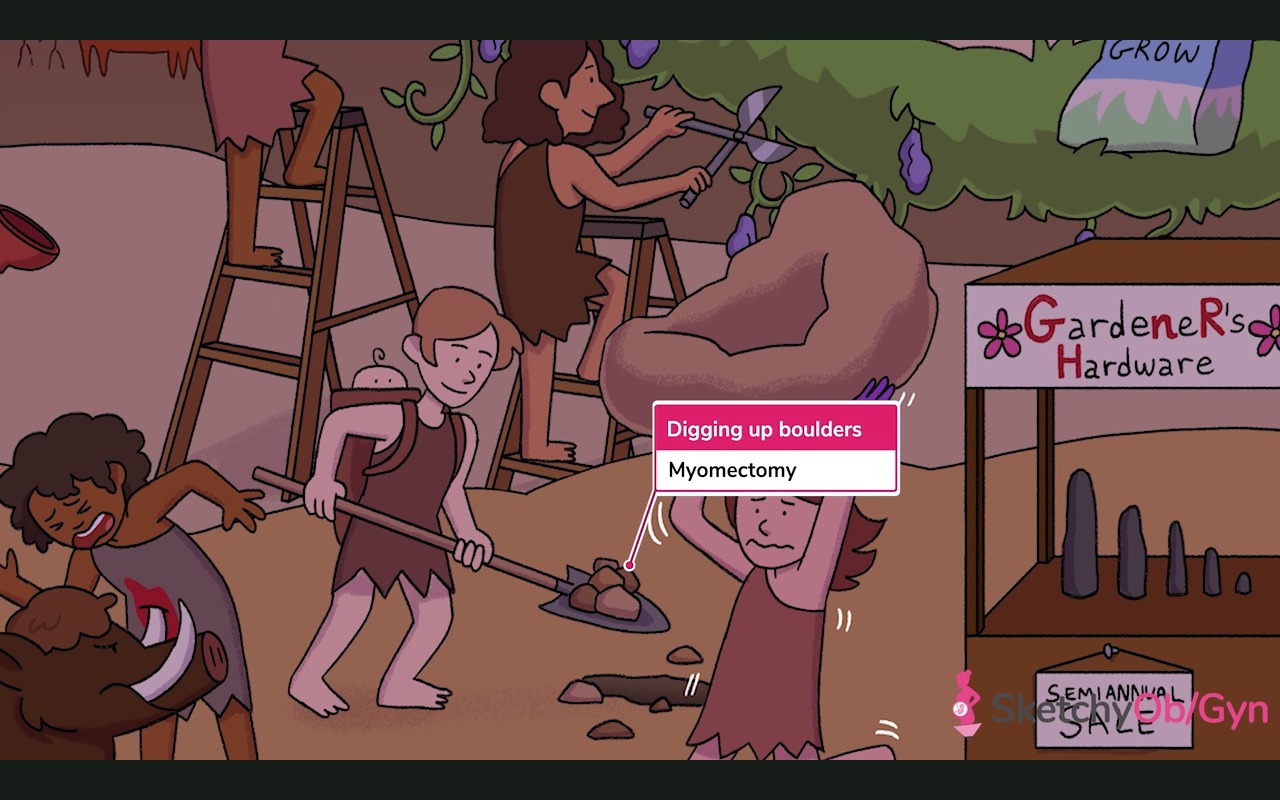 GROW
GardeneR's
Hardware
Digging up boulders
Myomectomy
SEMIANNUAL
SALE
SketchyOb/Gyn